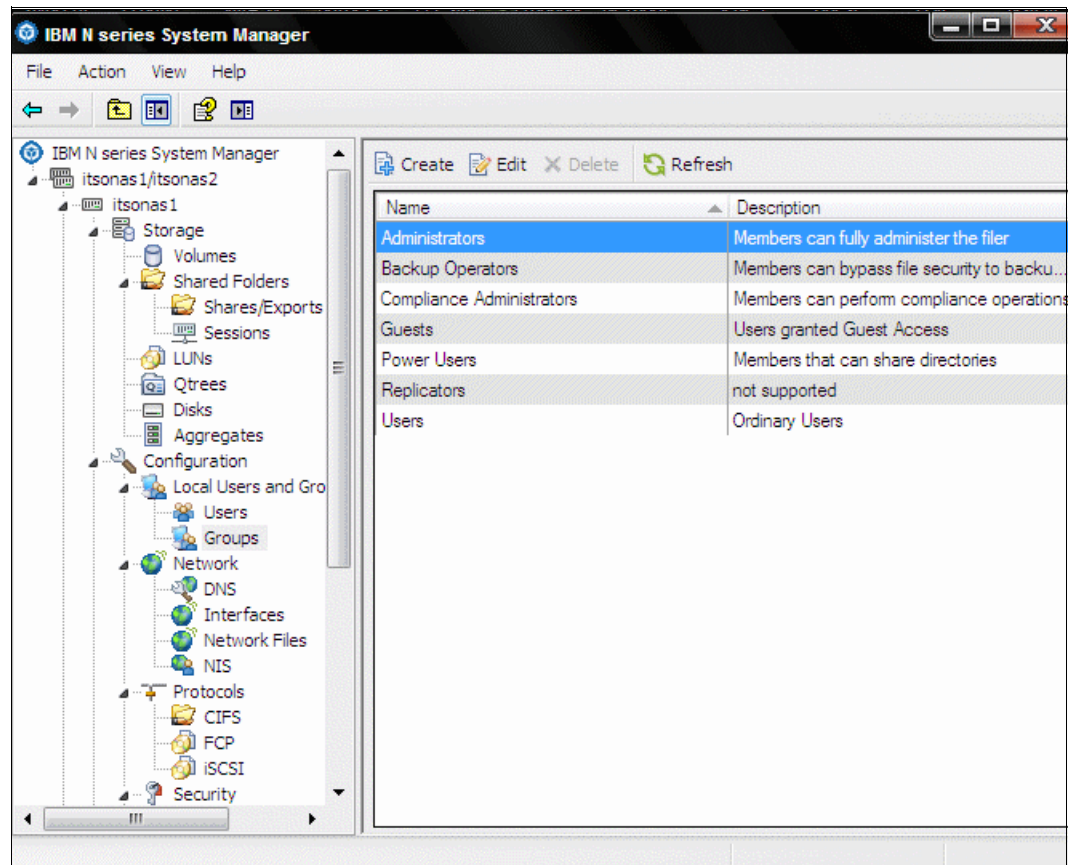 IBM N series System Manager
File Action View Help
IBM N series System Manager
itsonas1/itsonas2
itsonas1
Storage
Volumes
Shared Folders
Shares/Exports
Sessions
LUNs
Qtrees
Disks
Aggregates
Configuration
Local Users and Gro
Users
Groups
Network
DNS
Interfaces
Network Files
NIS
Protocols
CIFS
FCP
iSCSI
Security
Create Edit Delete Refresh
Name Description
Administrators Members can fully administer the filer
Backup Operators Members can bypass file security to backu...
Compliance Administrators Members can perform compliance operations
Guests Users granted Guest Access
Power Users Members that can share directories
Replicators not supported
Users Ordinary Users